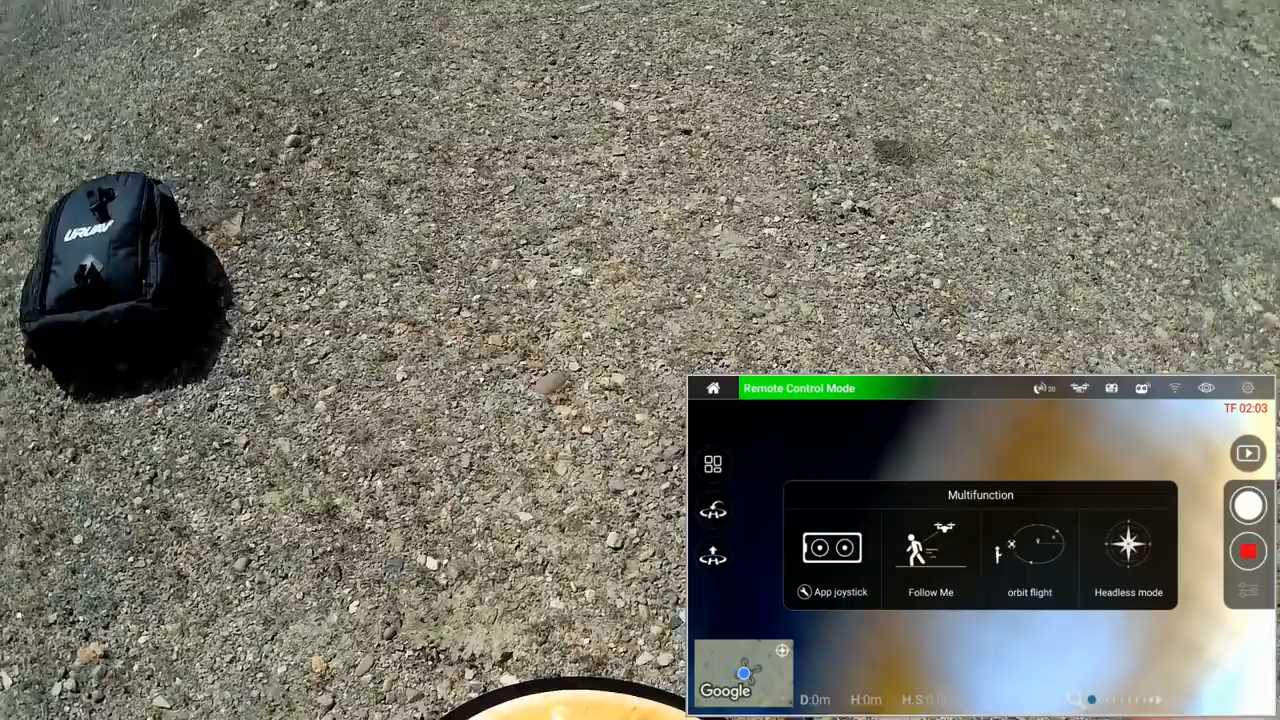 URUAV
Remote Control Mode
20
TF 02:03
Multifunction
App joystick
Follow Me
orbit flight
Headless mode
Google
D:0m
H:0m